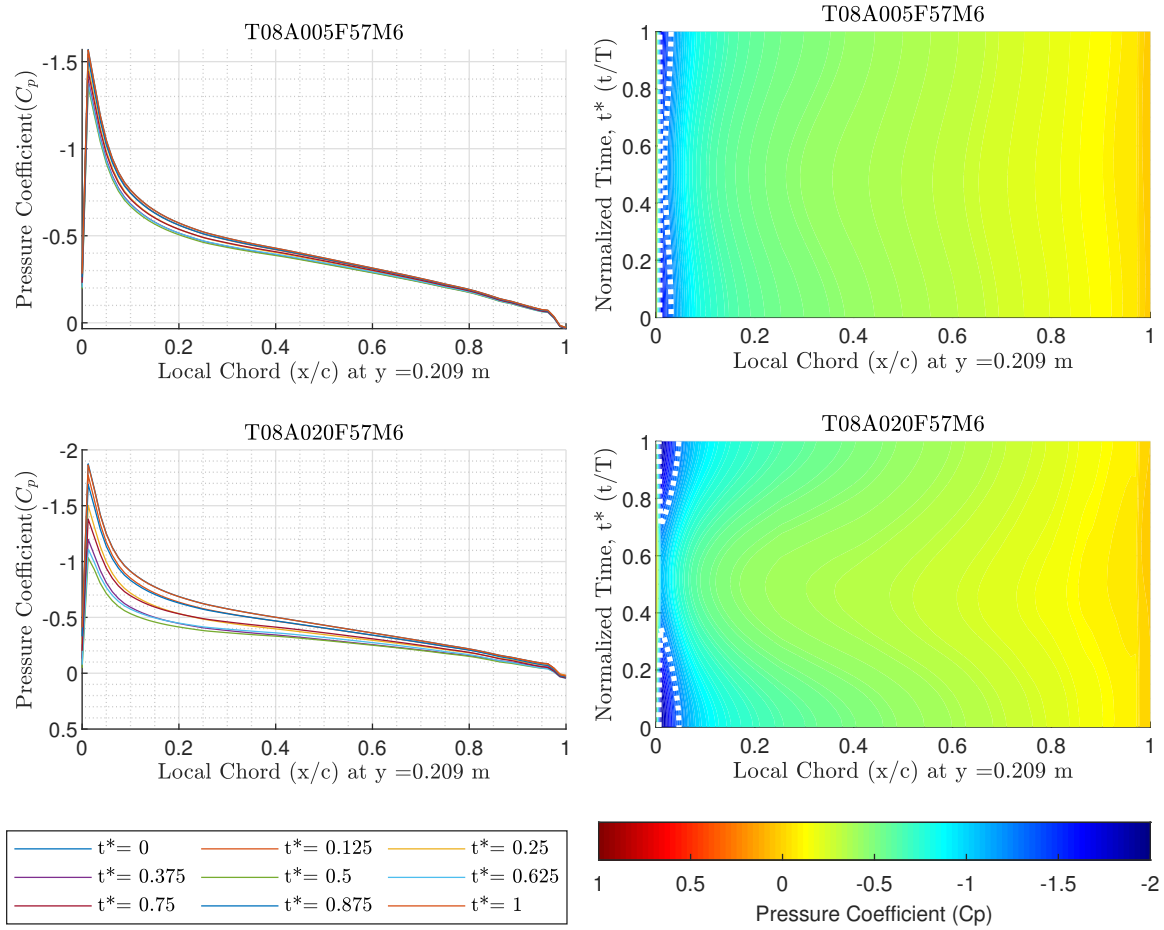 T08A005F57M6
Pressure Coefficient(Cp)
-1.5
-1
-0.5
0
0 0.2 0.4 0.6 0.8 1
Local Chord (x/c) at y =0.209 m
T08A005F57M6
Normalized Time, t* (t/T)
1
0.8
0.6
0.4
0.2
0
0 0.2 0.4 0.6 0.8 1
Local Chord (x/c) at y =0.209 m
T08A020F57M6
Pressure Coefficient(Cp)
-2
-1.5
-1
-0.5
0
0.5
0 0.2 0.4 0.6 0.8 1
Local Chord (x/c) at y =0.209 m
T08A020F57M6
Normalized Time, t* (t/T)
1
0.8
0.6
0.4
0.2
0
0 0.2 0.4 0.6 0.8 1
Local Chord (x/c) at y =0.209 m
t*= 0 t*= 0.125 t*= 0.25
t*= 0.375 t*= 0.5 t*= 0.625
t*= 0.75 t*= 0.875 t*= 1
1 0.5 0 -0.5 -1 -1.5 -2
Pressure Coefficient (Cp)